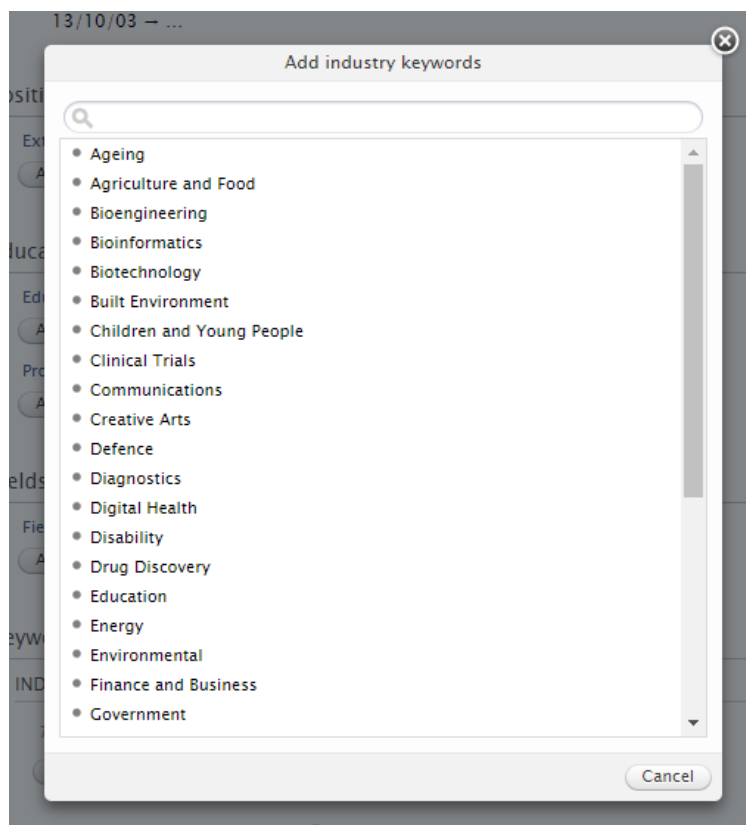 13/10/03 → ...
Add industry keywords
Ageing
Agriculture and Food
Bioengineering
Bioinformatics
Biotechnology
Built Environment
Children and Young People
Clinical Trials
Communications
Creative Arts
Defence
Diagnostics
Digital Health
Disability
Drug Discovery
Education
Energy
Environmental
Finance and Business
Government
Cancel